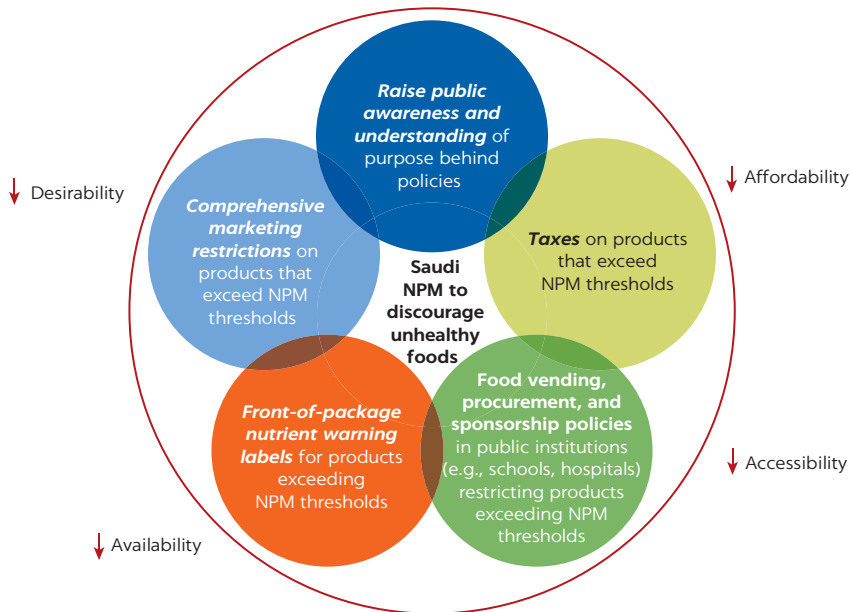 Raise public
awareness and
understanding of
purpose behind
policies
↓ Desirability
↓ Affordability
Comprehensive
marketing
restrictions on
products that
exceed NPM
thresholds
Taxes on products
that exceed
NPM thresholds
Saudi
NPM to
discourage
unhealthy
foods
Front-of-package
nutrient warning
labels for products
exceeding
NPM thresholds
Food vending,
procurement, and
sponsorship policies
in public institutions
(e.g., schools, hospitals)
restricting products
exceeding NPM
thresholds
↓ Accessibility
↓ Availability